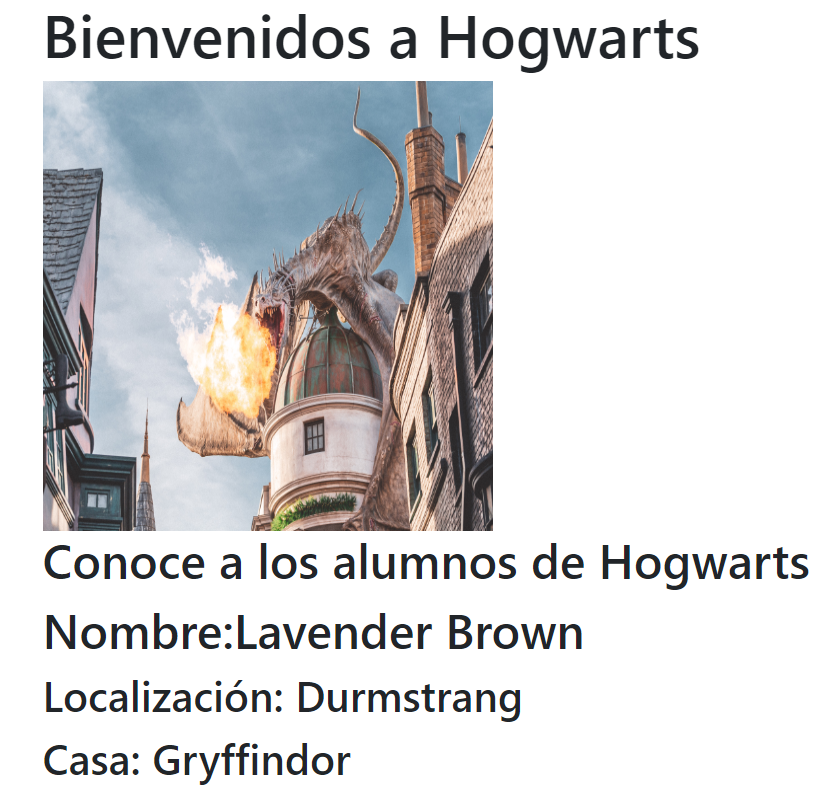 Bienvenidos a Hogwarts
Conoce a los alumnos de Hogwarts
Nombre:Lavender Brown
Localización: Durmstrang
Casa: Gryffindor